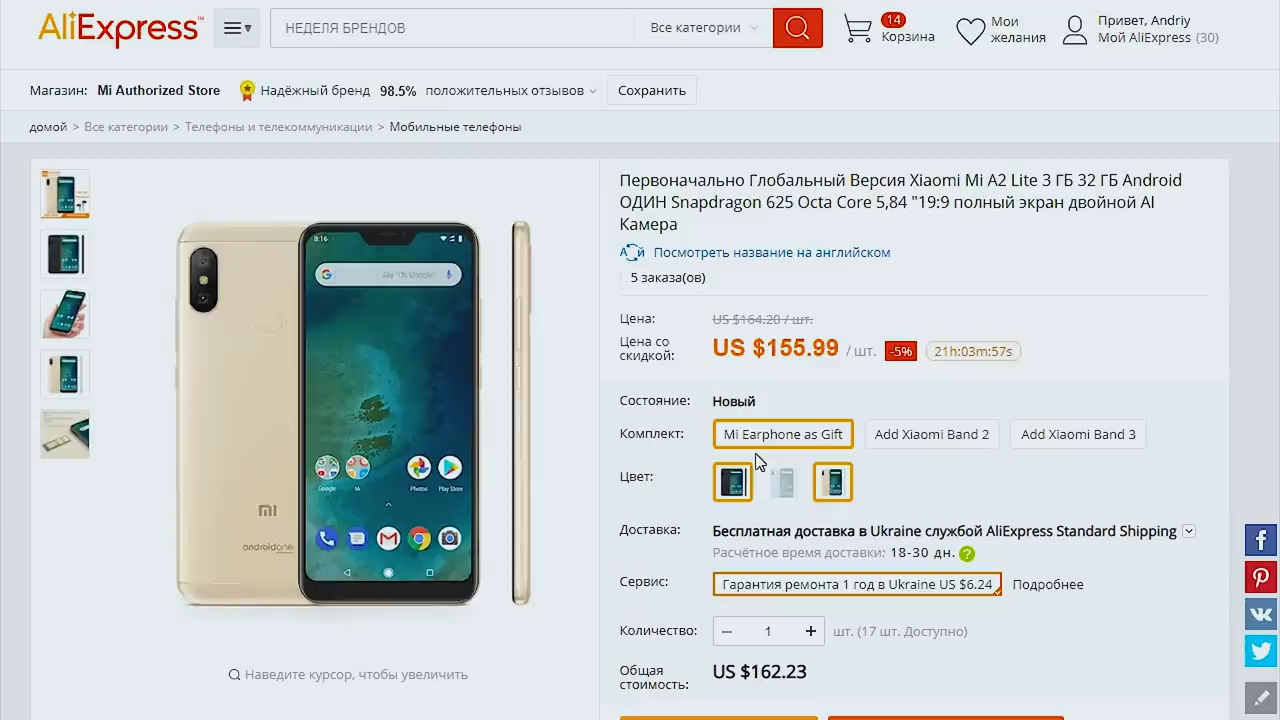 AliExpress™
НЕДЕЛЯ БРЕНДОВ
Все категории
14
Корзина
Мои
желания
Привет, Andriy
Мой AliExpress (30)
Магазин: Mi Authorized Store
Надёжный бренд 98.5% положительных отзывов
Сохранить
домой > Все категории > Телефоны и телекоммуникации > Мобильные телефоны
Первоначально Глобальный Версия Xiaomi Mi A2 Lite 3 ГБ 32 ГБ Android
ОДИН Snapdragon 625 Octa Core 5,84 "19:9 полный экран двойной AI
Камера
Посмотреть название на английском
5 заказа(ов)
Цена: US $164.20 / шт.
Цена со
скидкой:
US $155.99 / шт. -5% 21h:03m:57s
Состояние: Новый
Комплект: Mi Earphone as Gift Add Xiaomi Band 2 Add Xiaomi Band 3
Цвет:
Доставка: Бесплатная доставка в Ukraine службой AliExpress Standard Shipping
Расчётное время доставки: 18-30 дн. ?
Сервис: Гарантия ремонта 1 год в Ukraine US $6.24 Подробнее
Количество: − 1 + шт. (17 шт. Доступно)
Общая
стоимость:
US $162.23
8:16
Say "Ok Google"
Google
Mi
Photos
Play Store
mi
androidone
Наведите курсор, чтобы увеличить